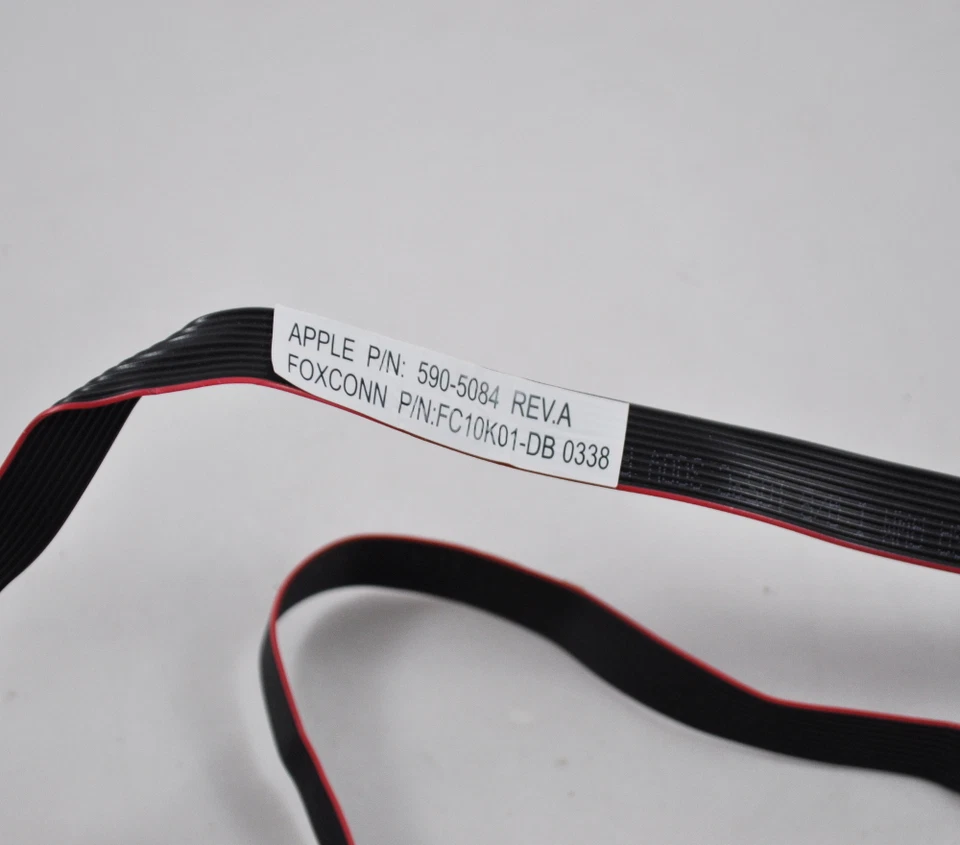 APPLE P/N: 590-5084 REV.A
FOXCONN P/N:FC10K01-DB 0338